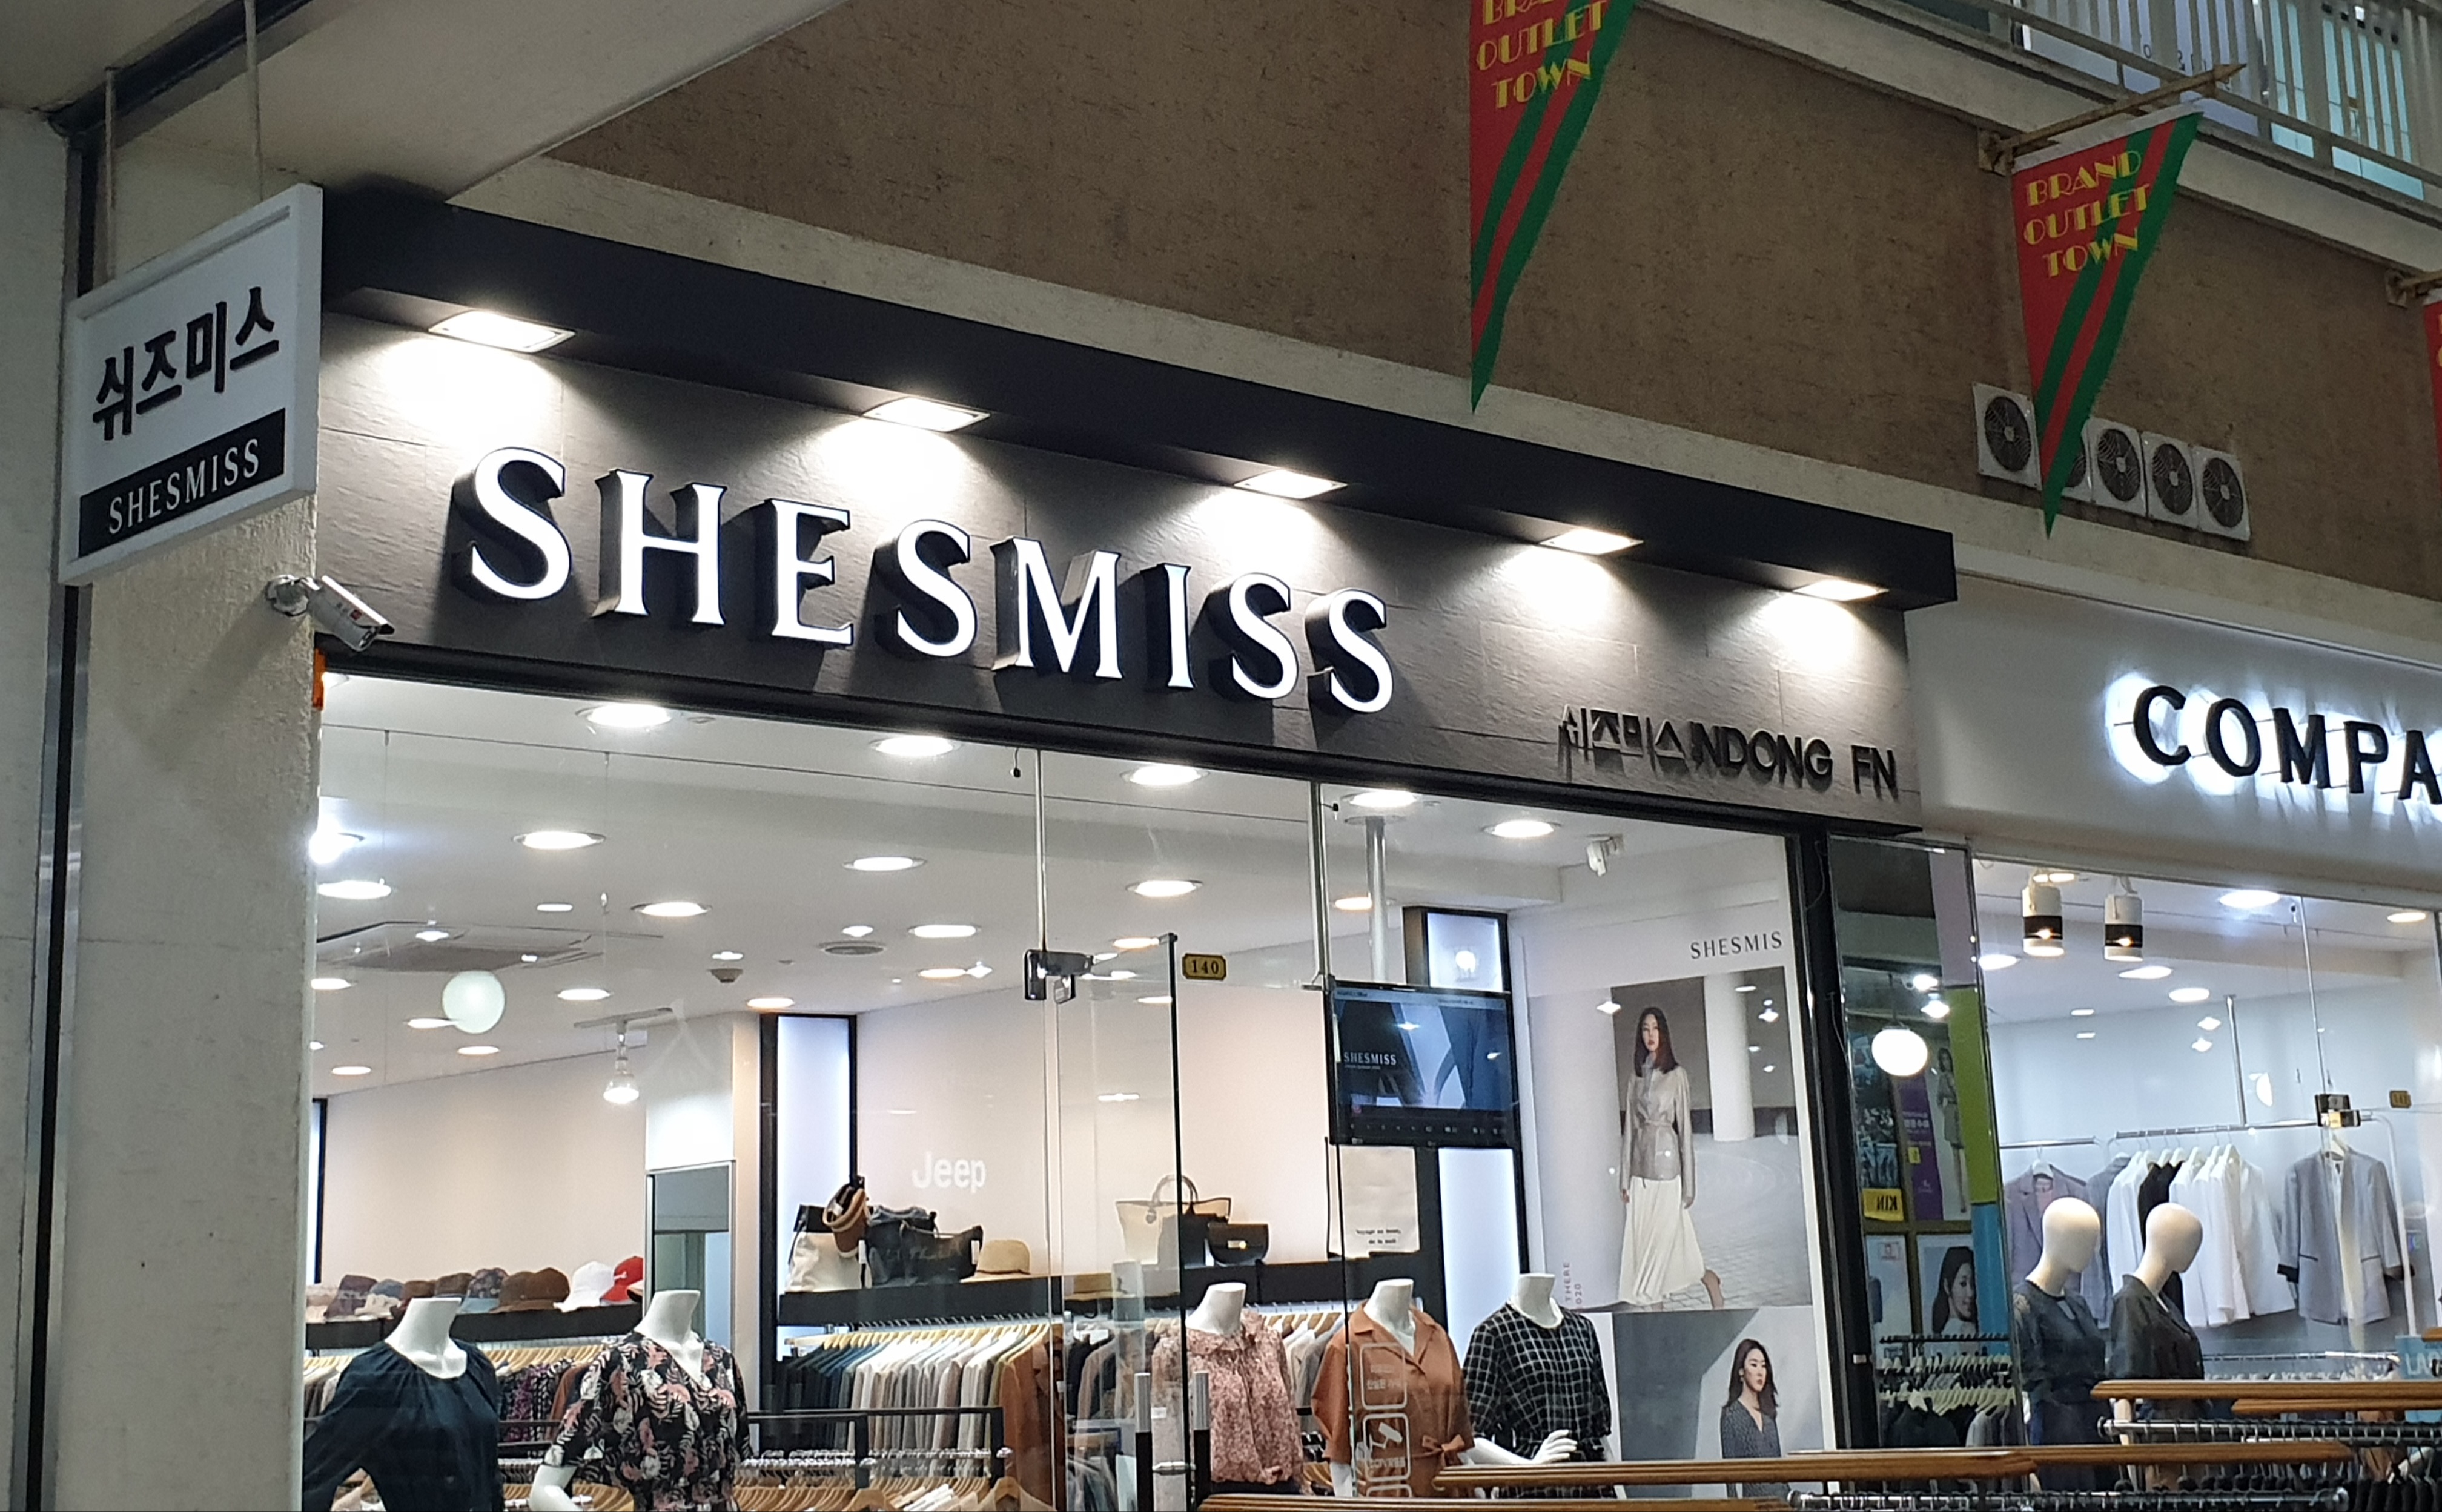 BRAND
OUTLET
TOWN
BRAND
OUTLET
TOWN
쉬즈미스
SHESMISS
SHESMISS
쉬즈미스 INDONG FN
COMPA
140
SHESMIS
SHESMISS
Jeep